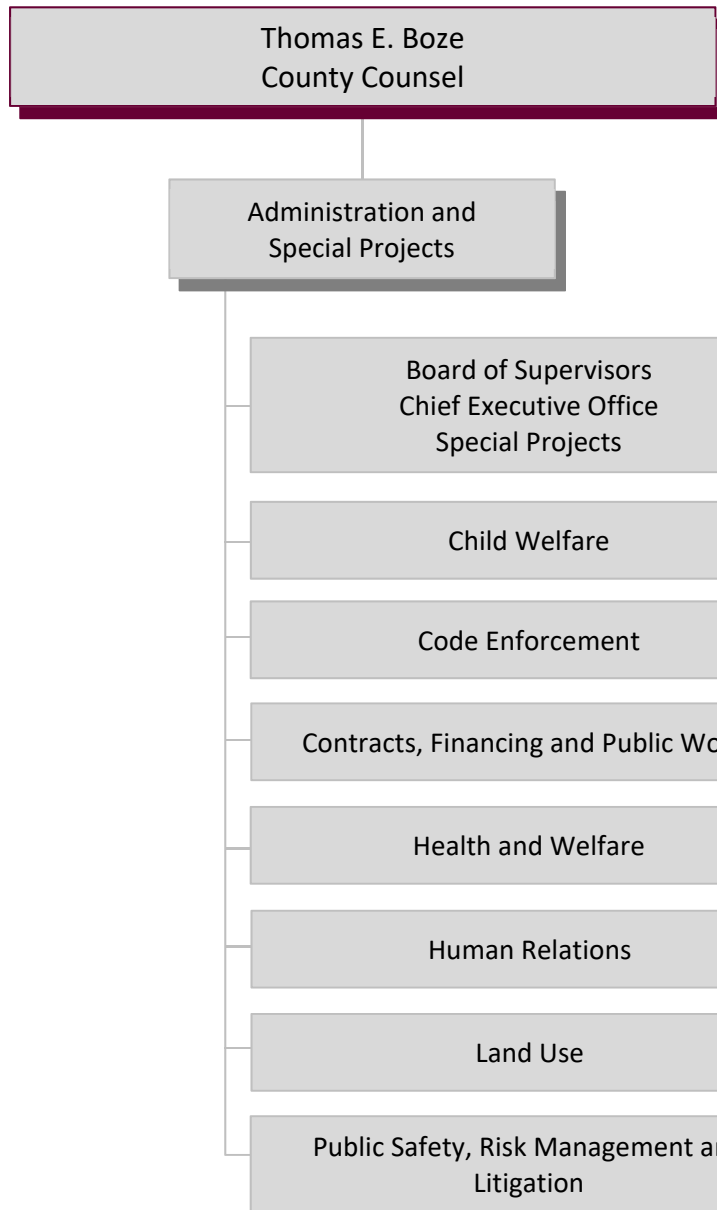 Thomas E. Boze
County Counsel
Administration and
Special Projects
Board of Supervisors
Chief Executive Office
Special Projects
Child Welfare
Code Enforcement
Contracts, Financing and Public
Health and Welfare
Human Relations
Land Use
Public Safety, Risk Management
Litigation